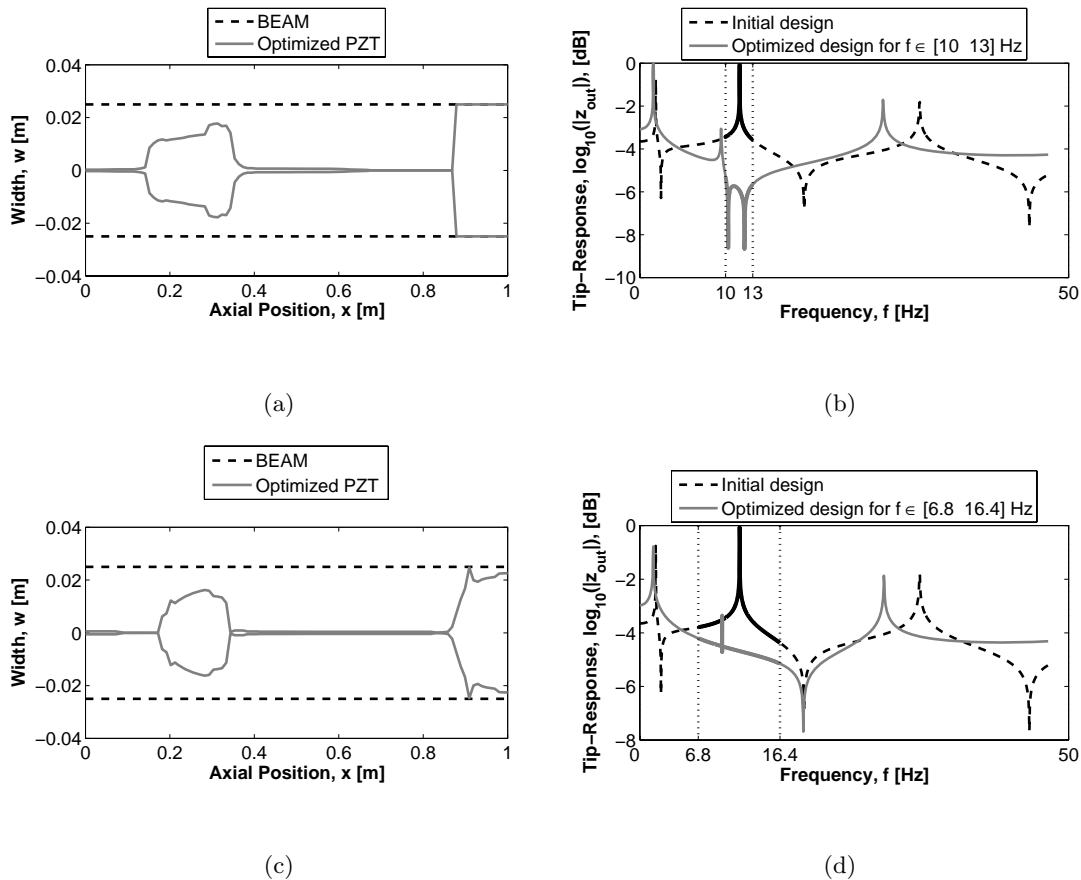 BEAM
Optimized PZT
0.04
0.02
0
−0.02
−0.04
Width, w [m]
0 0.2 0.4 0.6 0.8 1
Axial Position, x [m]
(a)
Initial design
Optimized design for f ∈ [10 13] Hz
0
−2
−4
−6
−8
−10
Tip−Response, log10(|zout|), [dB]
0 10 13 50
Frequency, f [Hz]
(b)
BEAM
Optimized PZT
0.04
0.02
0
−0.02
−0.04
Width, w [m]
0 0.2 0.4 0.6 0.8 1
Axial Position, x [m]
(c)
Initial design
Optimized design for f ∈ [6.8 16.4] Hz
0
−2
−4
−6
−8
Tip−Response, log10(|zout|), [dB]
0 6.8 16.4 50
Frequency, f [Hz]
(d)